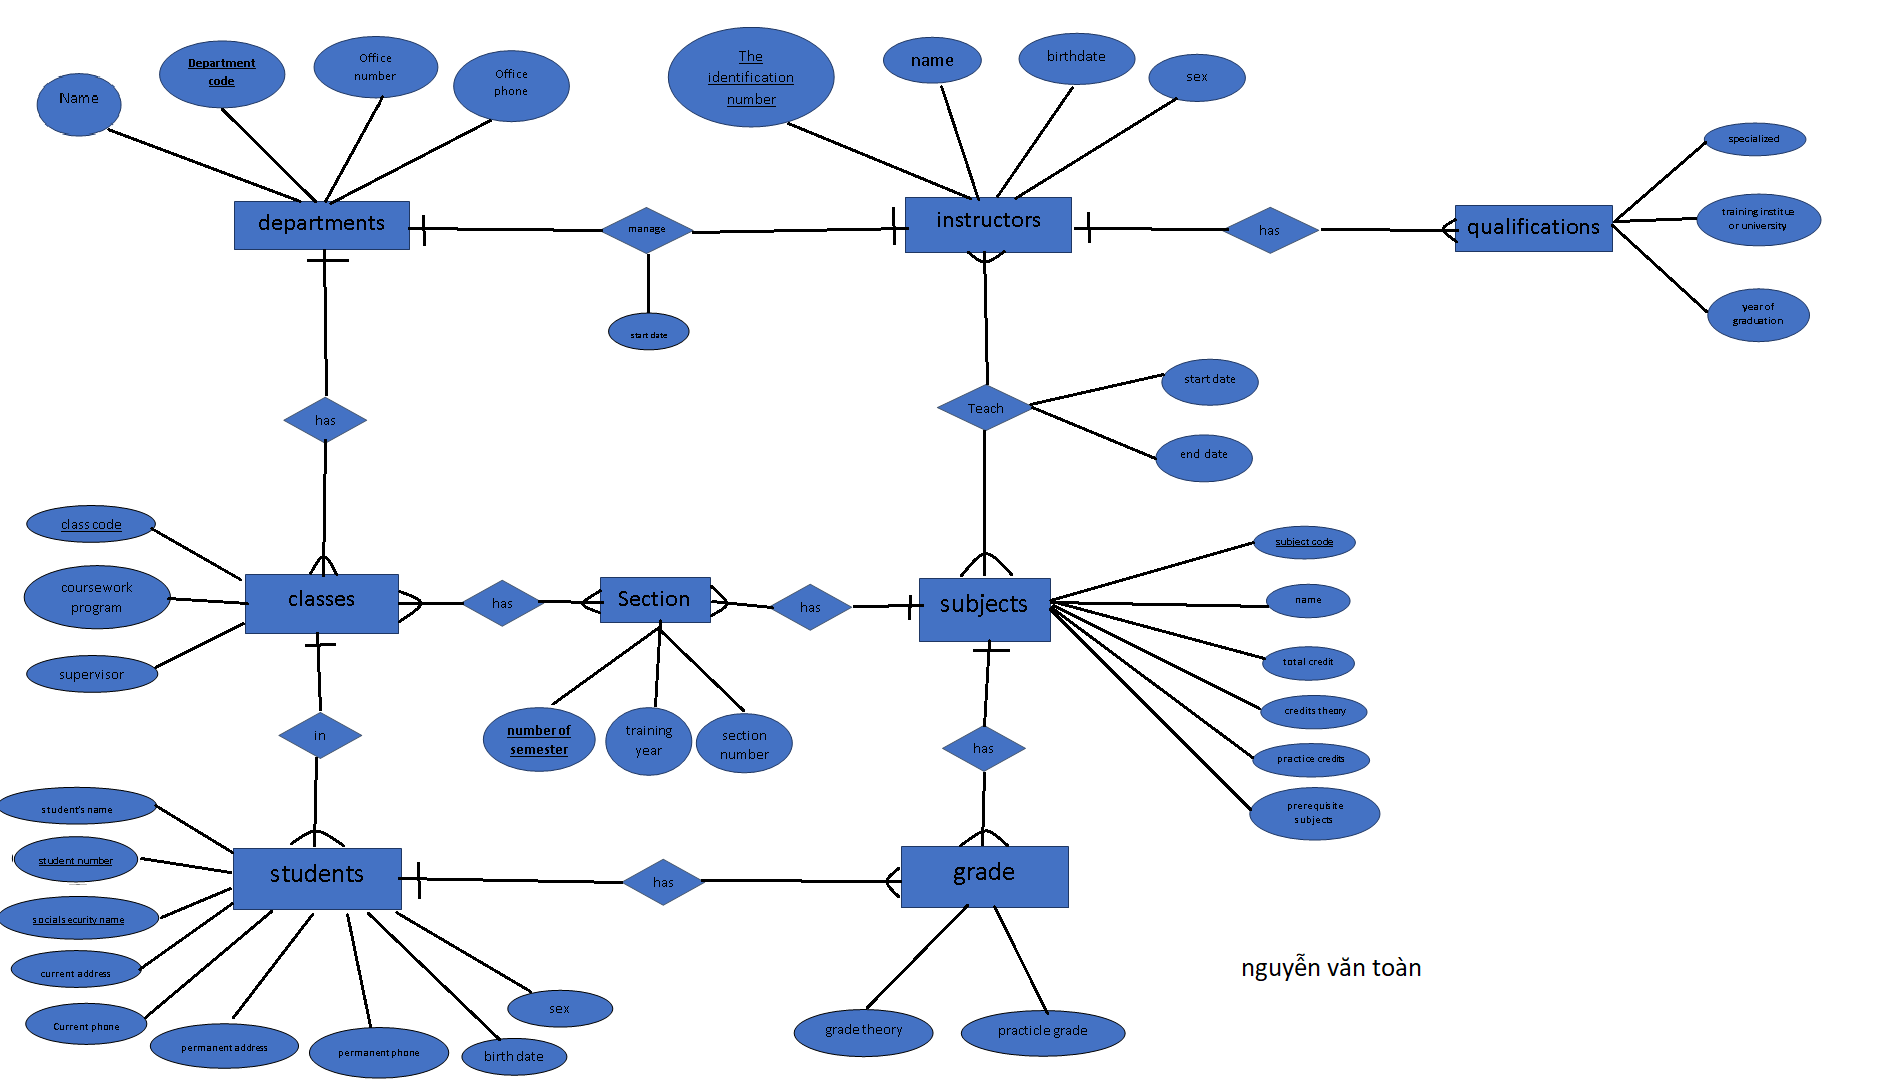 Name
Department
code
Office
number
Office
phone
The
identification
number
name
birthdate
sex
specialized
training institue
or university
year of
graduation
departments
manage
instructors
has
qualifications
start date
has
Teach
start date
end date
class code
coursework
program
supervisor
classes
has
Section
has
subjects
subject code
name
total credit
credits theory
practice credits
prerequisite
subjects
number of
semester
training
year
section
number
in
has
student's name
student number
social security name
current address
Current phone
permanent address
permanent phone
birth date
sex
students
has
grade
grade theory
practicle grade
nguyễn văn toàn